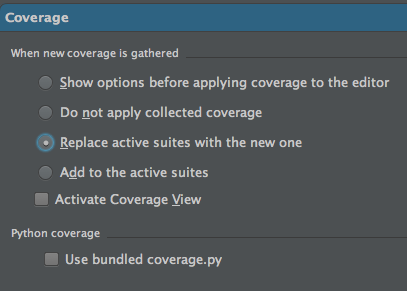 Coverage
When new coverage is gathered
Show options before applying coverage to the editor
Do not apply collected coverage
Replace active suites with the new one
Add to the active suites
Activate Coverage View
Python coverage
Use bundled coverage.py